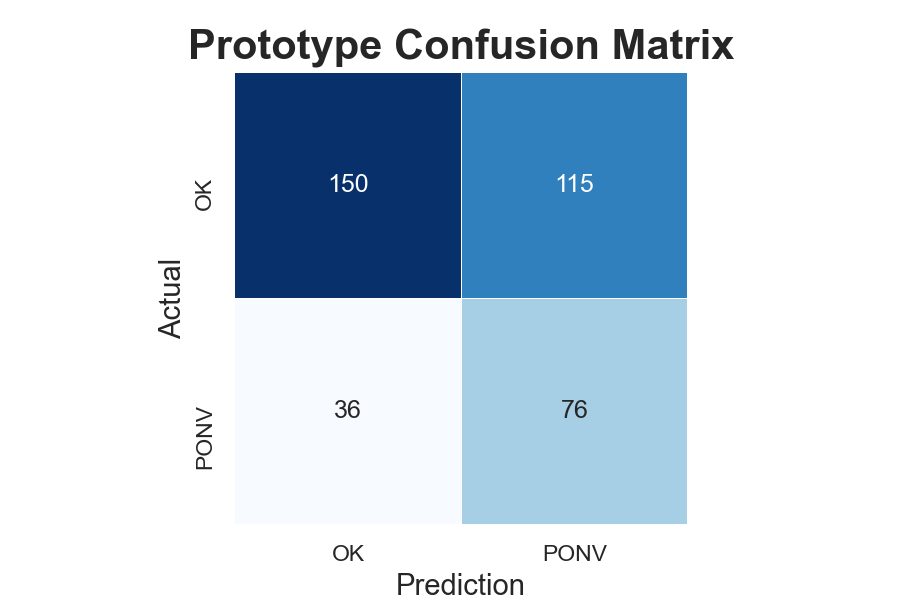 Prototype Confusion Matrix
Actual
OK
150
115
PONV
36
76
OK
PONV
Prediction